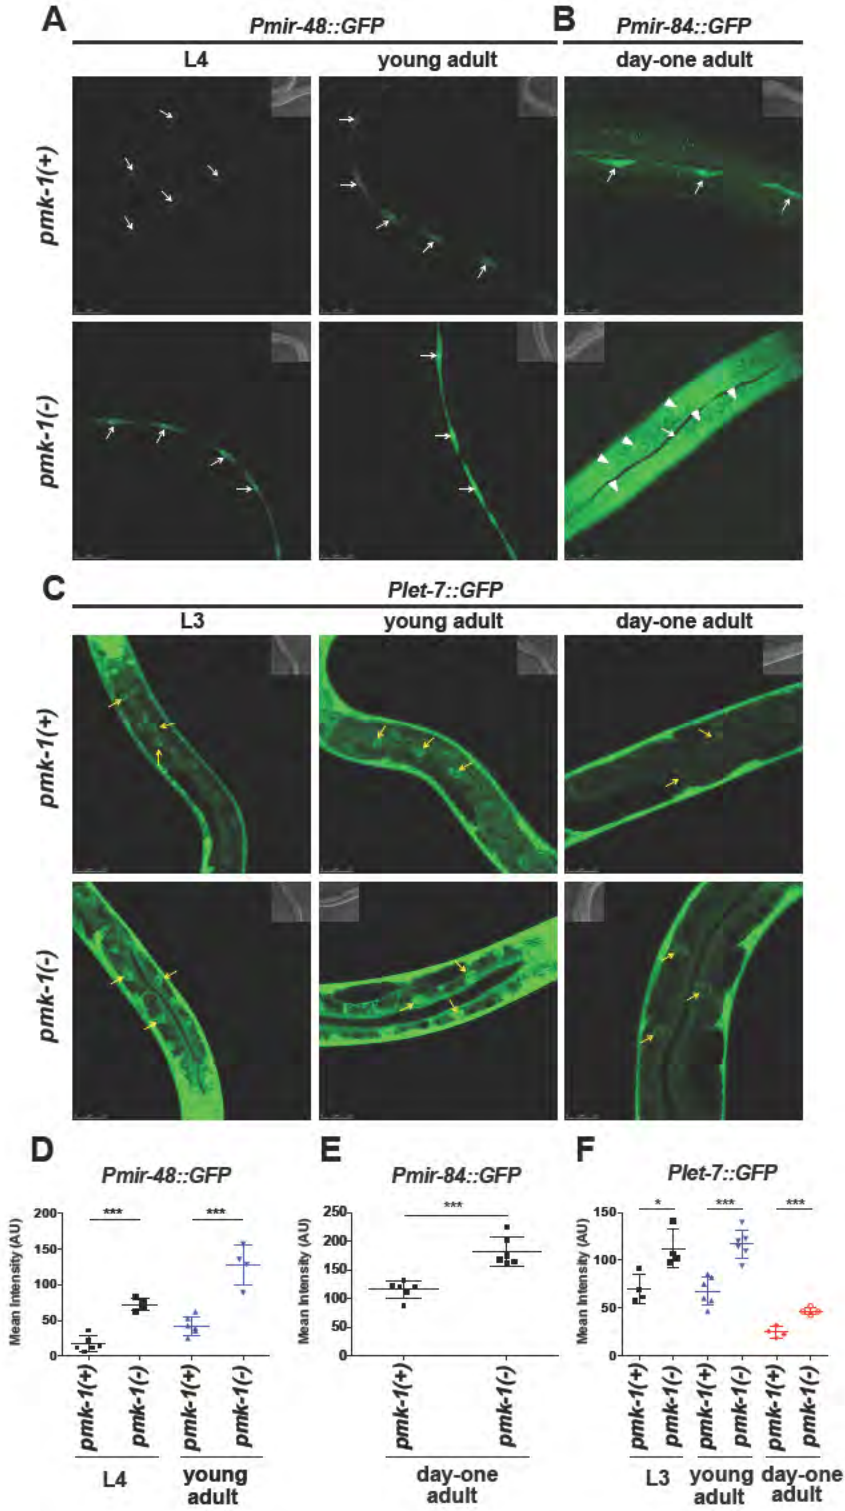 A
Pmir-48::GFP
B
Pmir-84::GFP
L4
young adult
day-one adult
pmk-1(+)
pmk-1(-)
C
Plet-7::GFP
L3
young adult
day-one adult
pmk-1(+)
pmk-1(-)
D
Pmir-48::GFP
Mean Intensity (AU)
200
150
100
50
0
***
***
pmk-1(+)
pmk-1(-)
pmk-1(+)
pmk-1(-)
L4
young
adult
E
Pmir-84::GFP
Mean Intensity (AU)
250
200
150
100
50
0
***
pmk-1(+)
pmk-1(-)
day-one
adult
F
Plet-7::GFP
Mean Intensity (AU)
150
100
50
0
*
***
***
pmk-1(+)
pmk-1(-)
pmk-1(+)
pmk-1(-)
pmk-1(+)
pmk-1(-)
L3
young
adult
day-one
adult